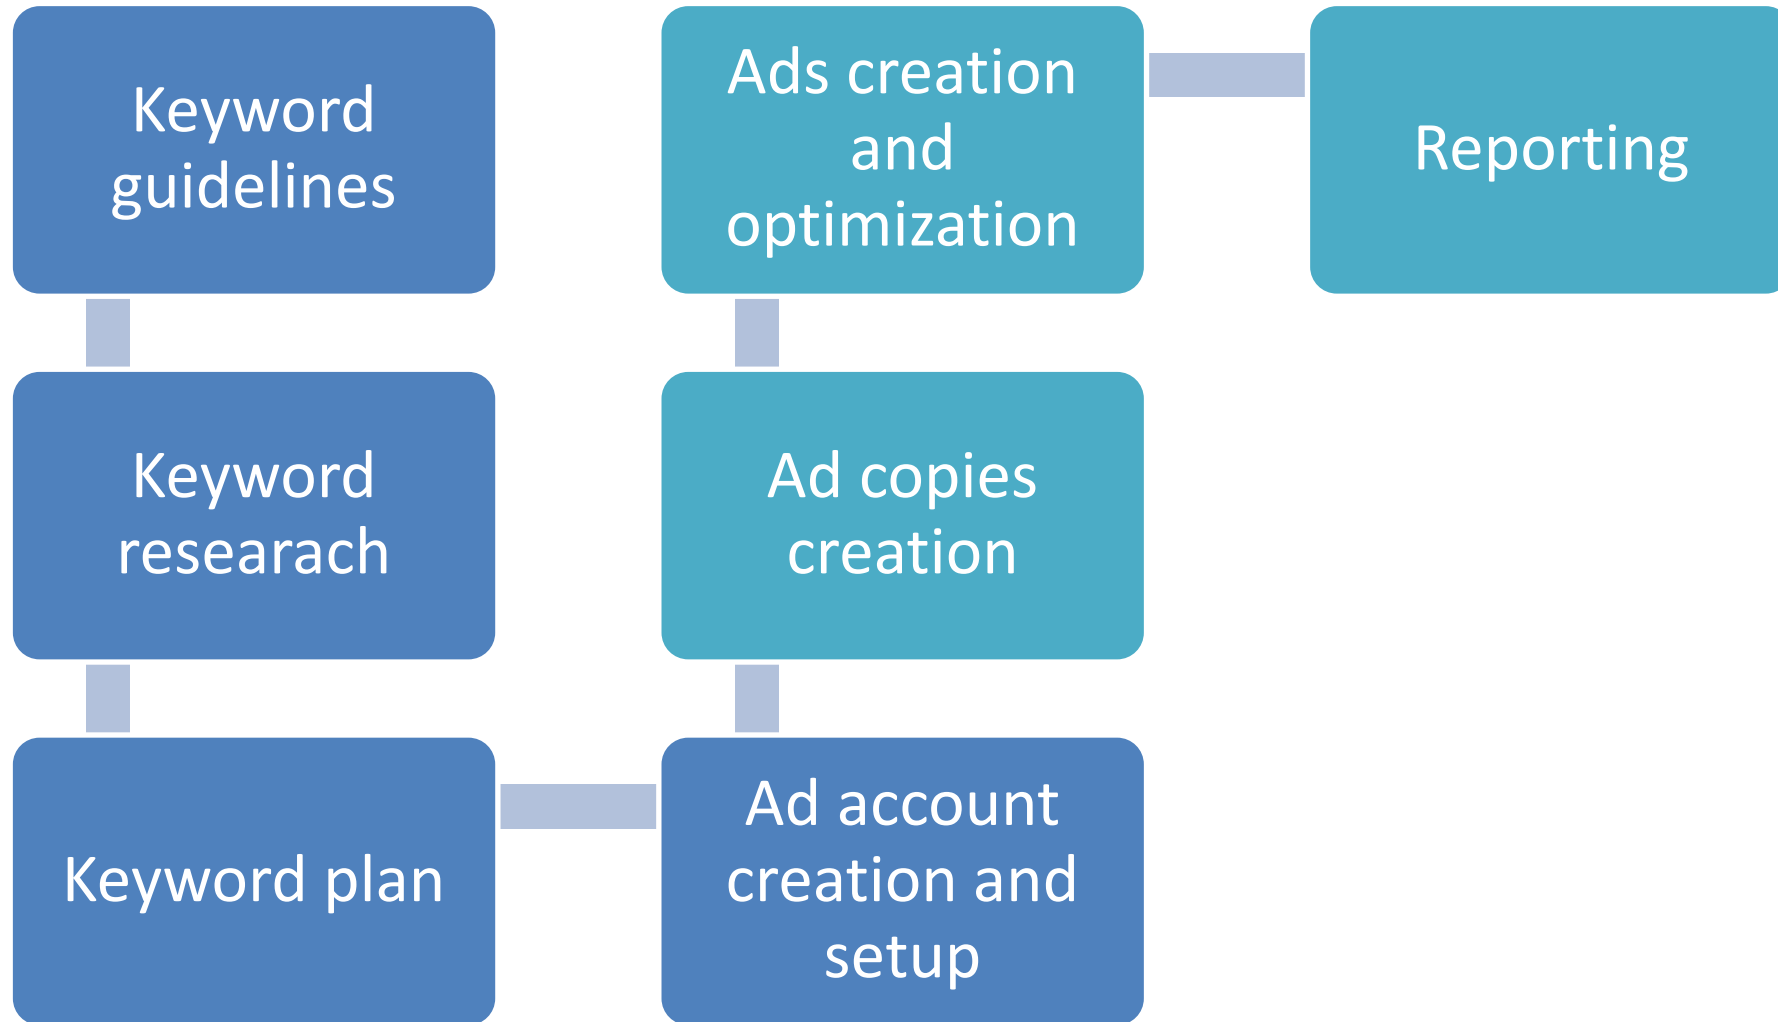 Keyword
guidelines
Keyword
researach
Keyword plan
Ad account
creation and
setup
Ad copies
creation
Ads creation
and
optimization
Reporting